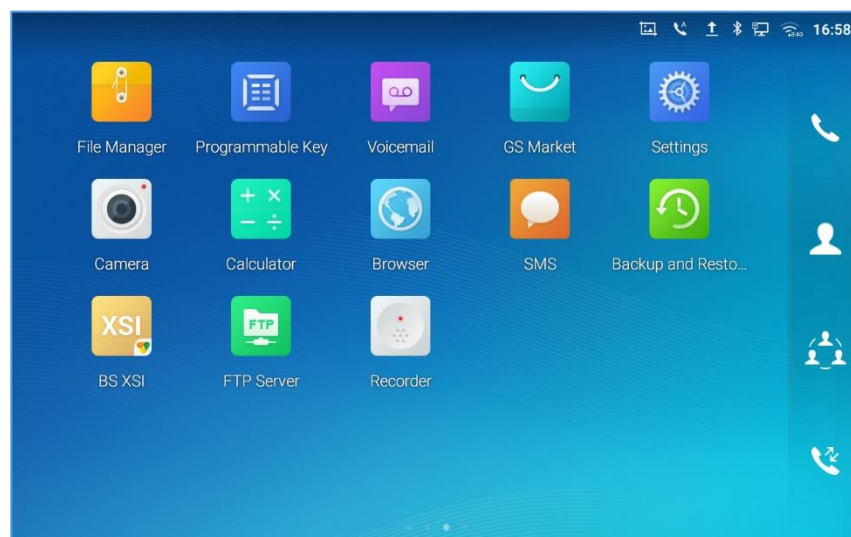 16:58
File Manager Programmable Key Voicemail GS Market Settings
+ ×
− ÷
Camera Calculator Browser SMS Backup and Resto...
XSI FTP
BS XSI FTP Server Recorder